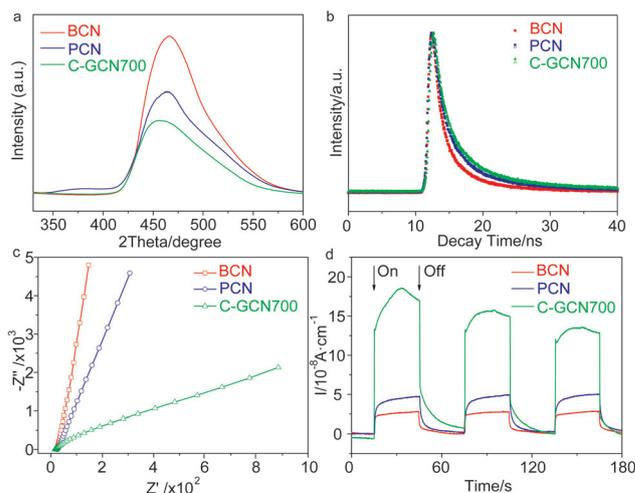 a
BCN
PCN
C-GCN700
Intensity (a.u.)
350 400 450 500 550 600
2Theta/degree
b
BCN
PCN
C-GCN700
Intensity/a.u.
0 10 20 30 40
Decay Time/ns
c
BCN
PCN
C-GCN700
-Z''/x10³
5
4
3
2
1
0
0 2 4 6 8 10
Z' /x10²
d
On
Off
BCN
PCN
C-GCN700
I/10⁻⁸A·cm⁻¹
20
15
10
5
0
0 60 120 180
Time/s